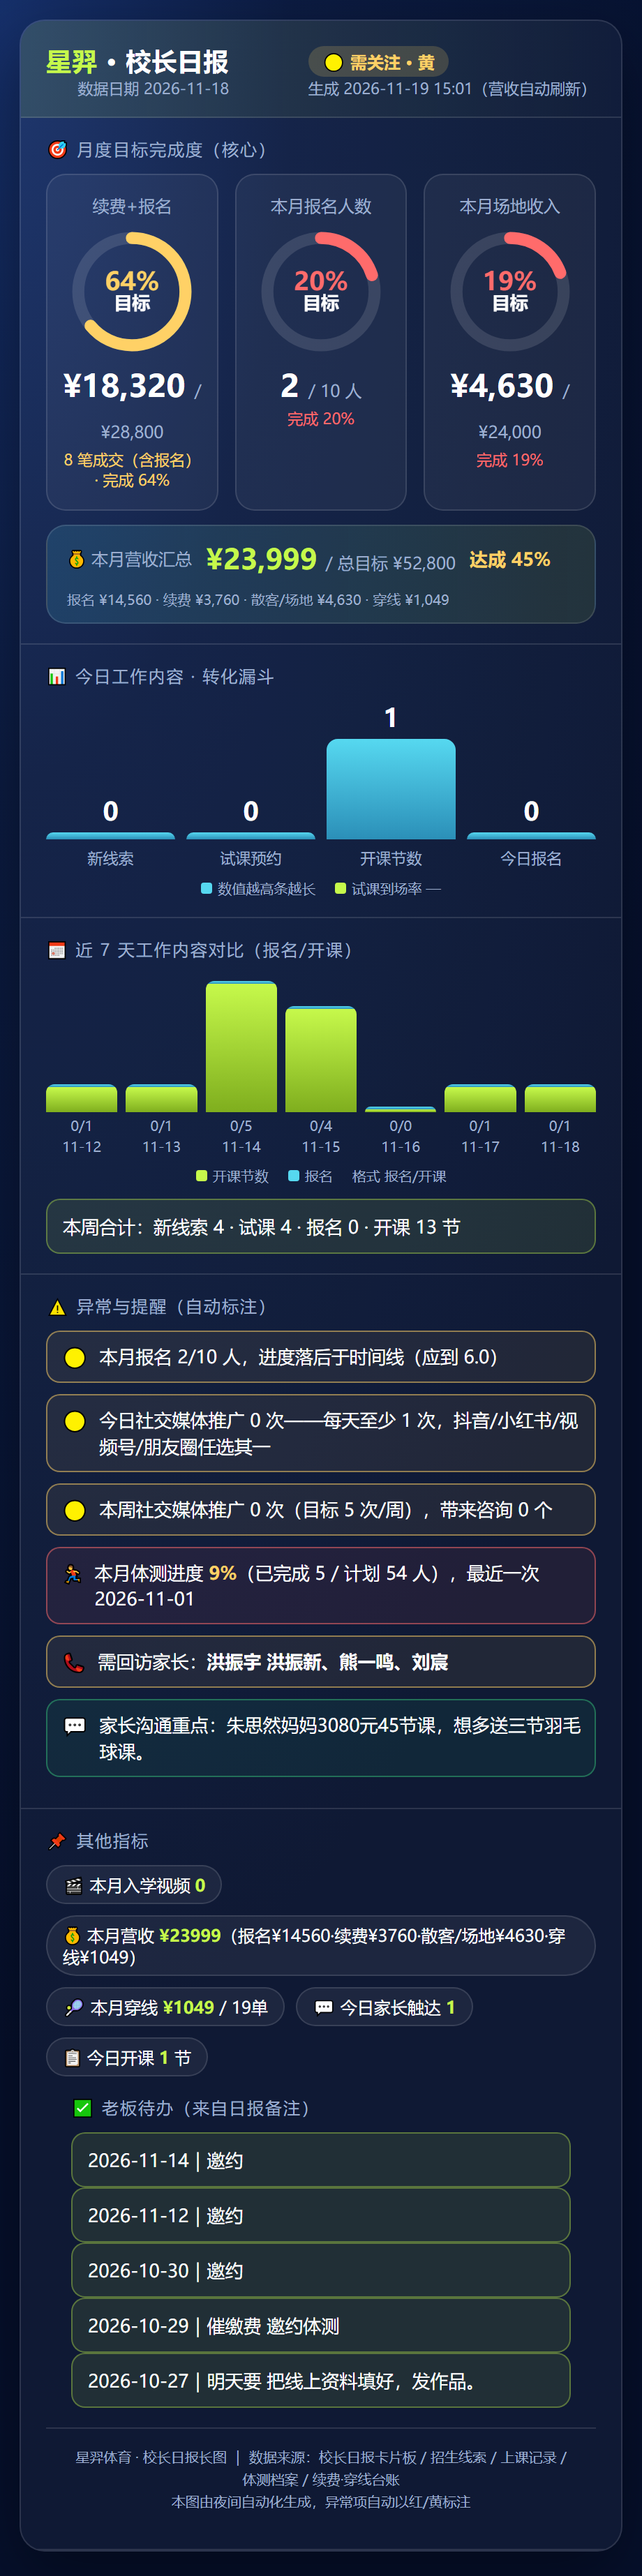 星羿 · 校长日报
需关注 · 黄
数据日期 2026-11-18
生成 2026-11-19 15:01（营收自动刷新）
月度目标完成度（核心）
续费+报名
64%
目标
¥18,320 /
¥28,800
8 笔成交（含报名）
· 完成 64%
本月报名人数
20%
目标
2 / 10 人
完成 20%
本月场地收入
19%
目标
¥4,630 /
¥24,000
完成 19%
本月营收汇总 ¥23,999 / 总目标 ¥52,800 达成 45%
报名 ¥14,560 · 续费 ¥3,760 · 散客/场地 ¥4,630 · 穿线 ¥1,049
今日工作内容 · 转化漏斗
0 0 1 0
新线索 试课预约 开课节数 今日报名
数值越高条越长 试课到场率 —
近 7 天工作内容对比（报名/开课）
0/1 0/1 0/5 0/4 0/0 0/1 0/1
11-12 11-13 11-14 11-15 11-16 11-17 11-18
开课节数 报名 格式 报名/开课
本周合计：新线索 4 · 试课 4 · 报名 0 · 开课 13 节
异常与提醒（自动标注）
本月报名 2/10 人，进度落后于时间线（应到 6.0）
今日社交媒体推广 0 次——每天至少 1 次，抖音/小红书/视
频号/朋友圈任选其一
本周社交媒体推广 0 次（目标 5 次/周），带来咨询 0 个
本月体测进度 9%（已完成 5 / 计划 54 人），最近一次
2026-11-01
需回访家长：洪振宇 洪振新、熊一鸣、刘宸
家长沟通重点：朱思然妈妈3080元45节课，想多送三节羽毛
球课。
其他指标
本月入学视频 0
本月营收 ¥23999（报名¥14560·续费¥3760·散客/场地¥4630·穿
线¥1049）
本月穿线 ¥1049 / 19单
今日家长触达 1
今日开课 1 节
老板待办（来自日报备注）
2026-11-14 | 邀约
2026-11-12 | 邀约
2026-10-30 | 邀约
2026-10-29 | 催缴费 邀约体测
2026-10-27 | 明天要 把线上资料填好，发作品。
星羿体育 · 校长日报长图 ｜ 数据来源：校长日报卡片板 / 招生线索 / 上课记录 /
体测档案 / 续费·穿线台账
本图由夜间自动化生成，异常项自动以红/黄标注